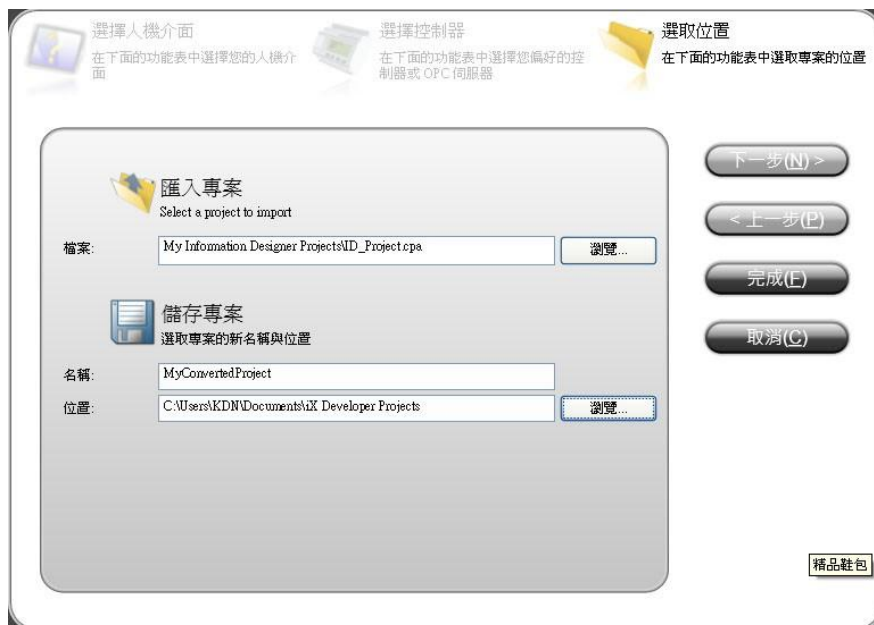 選擇人機介面
在下面的功能表中選擇您的人機介
面
選擇控制器
在下面的功能表中選擇您偏好的控
制器或 OPC 伺服器
選取位置
在下面的功能表中選取專案的位置
匯入專案
Select a project to import
檔案:
My Information Designer Projects\ID_Project.cpa
瀏覽...
儲存專案
選取專案的新名稱與位置
名稱:
MyConvertedProject
位置:
C:\Users\KDN\Documents\iX Developer Projects
瀏覽...
下一步(N) >
< 上一步(P)
完成(F)
取消(C)
精品鞋包